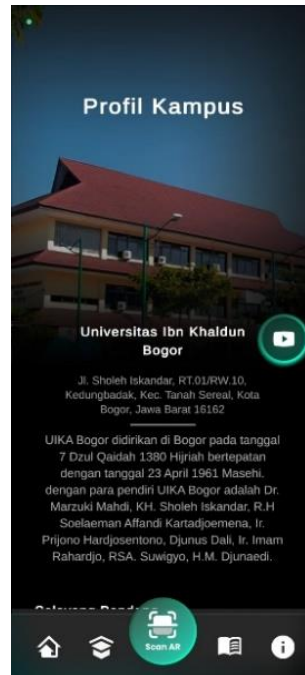 Profil Kampus
Universitas Ibn Khaldun
Bogor
Jl. Sholeh Iskandar, RT.01/RW.10,
Kedungbadak, Kec. Tanah Sereal, Kota
Bogor, Jawa Barat 16162
UIKA Bogor didirikan di Bogor pada tanggal
7 Dzul Qaidah 1380 Hijriah bertepatan
dengan tanggal 23 April 1961 Masehi.
dengan para pendiri UIKA Bogor adalah Dr.
Marzuki Mahdi, KH. Sholeh Iskandar, R.H
Soelaeman Affandi Kartadjoemena, Ir.
Prijono Hardjosentono, Djunus Dali, Ir. Imam
Rahardjo, RSA. Suwigyo, H.M. Djunaedi.
Scan AR